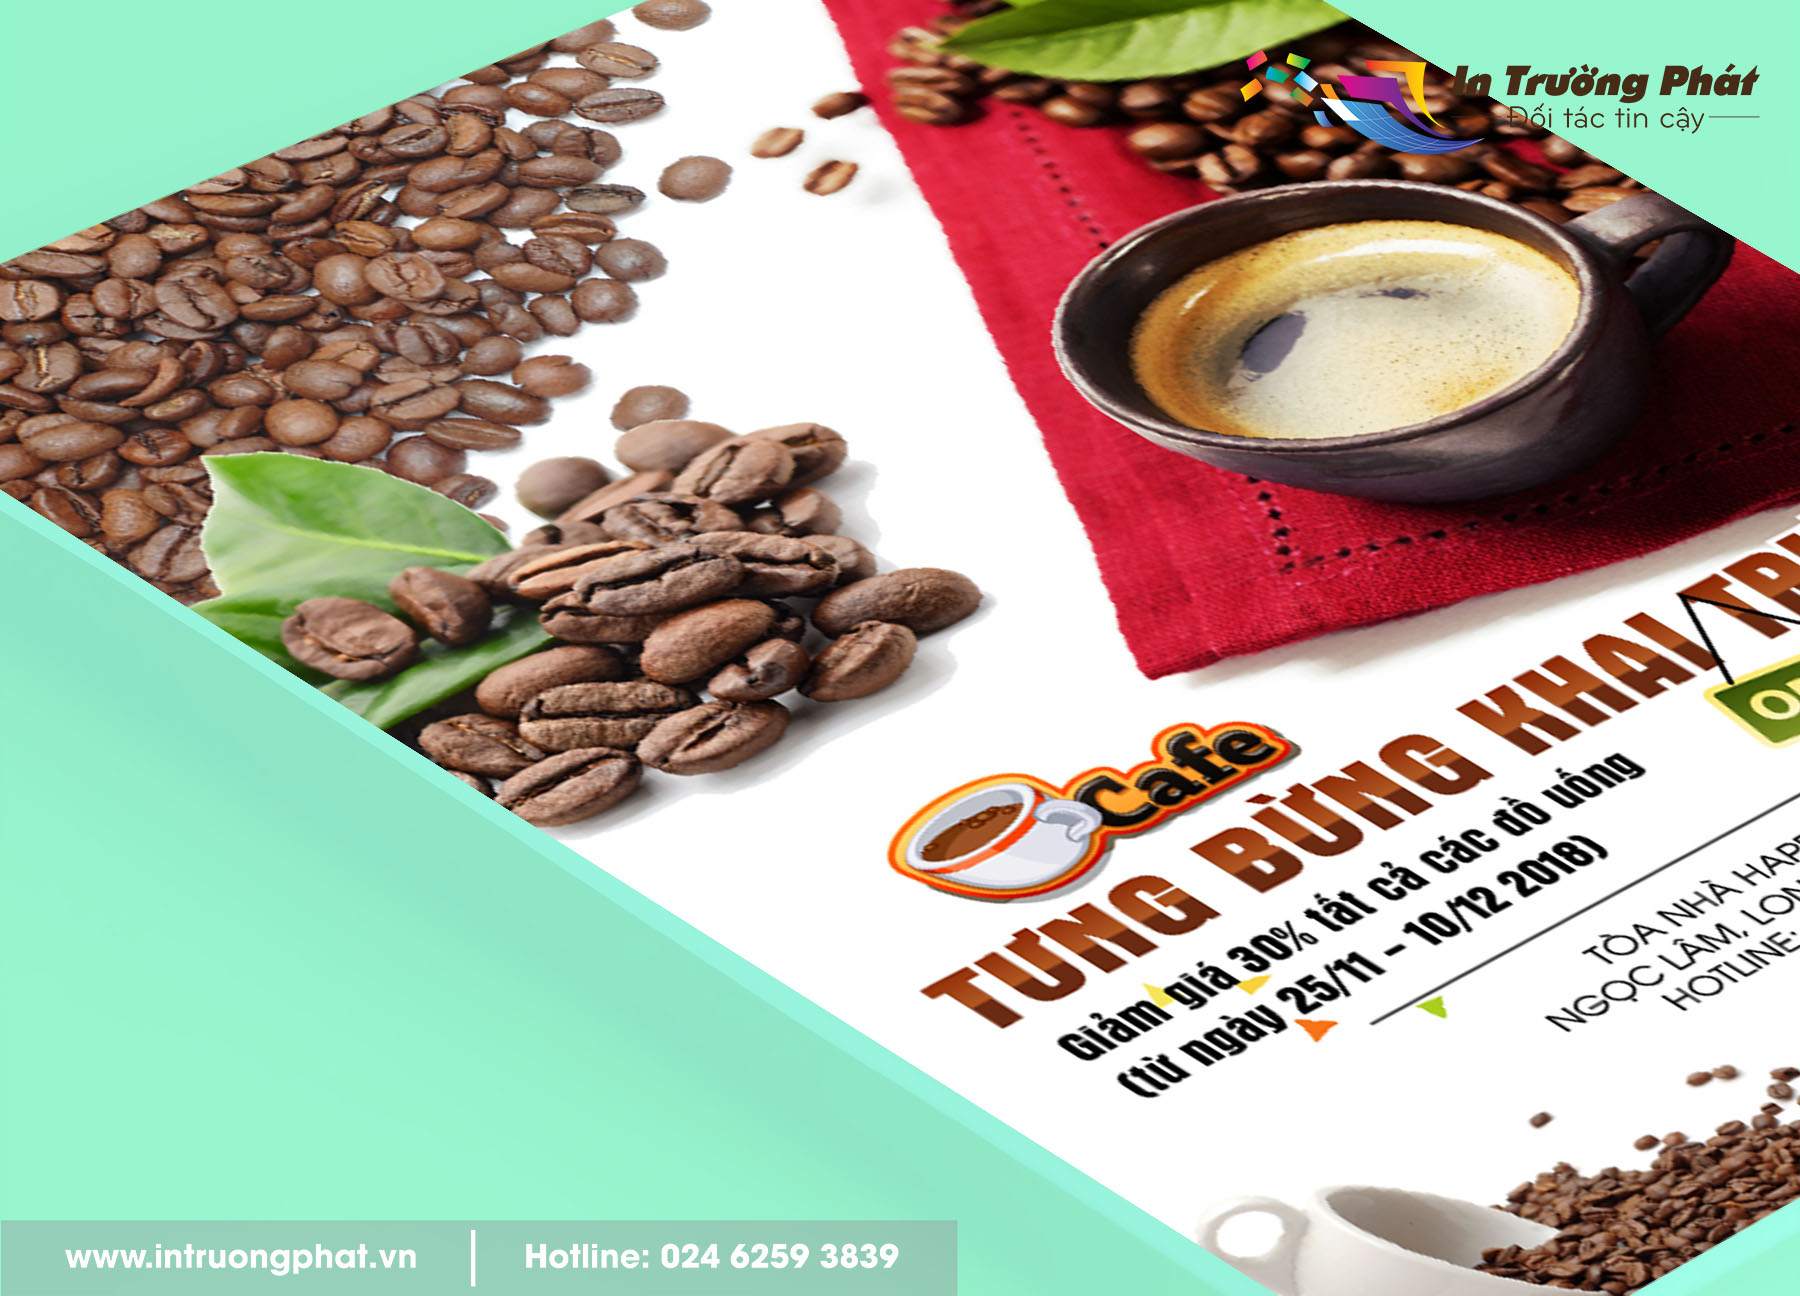 In Trường Phát
Đối tác tin cậy
Cafe
TƯNG BỪNG KHAI
Giảm giá 30% tất cả các đồ uống
(từ ngày 25/11 - 10/12 2018)
TÒA NHÀ
NGỌC LÂM,
HOTLINE:
www.intruongphat.vn
Hotline: 024 6259 3839